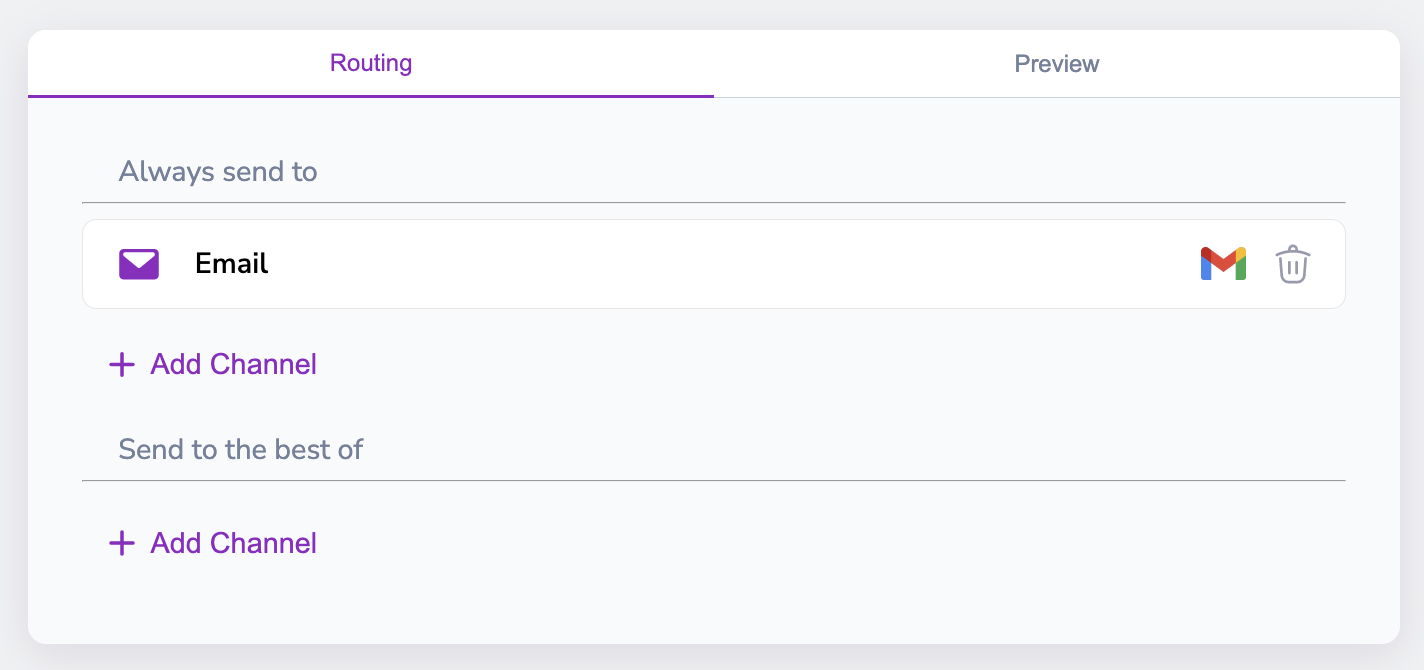 Routing
Preview
Always send to
Email
Add Channel
Send to the best of
Add Channel